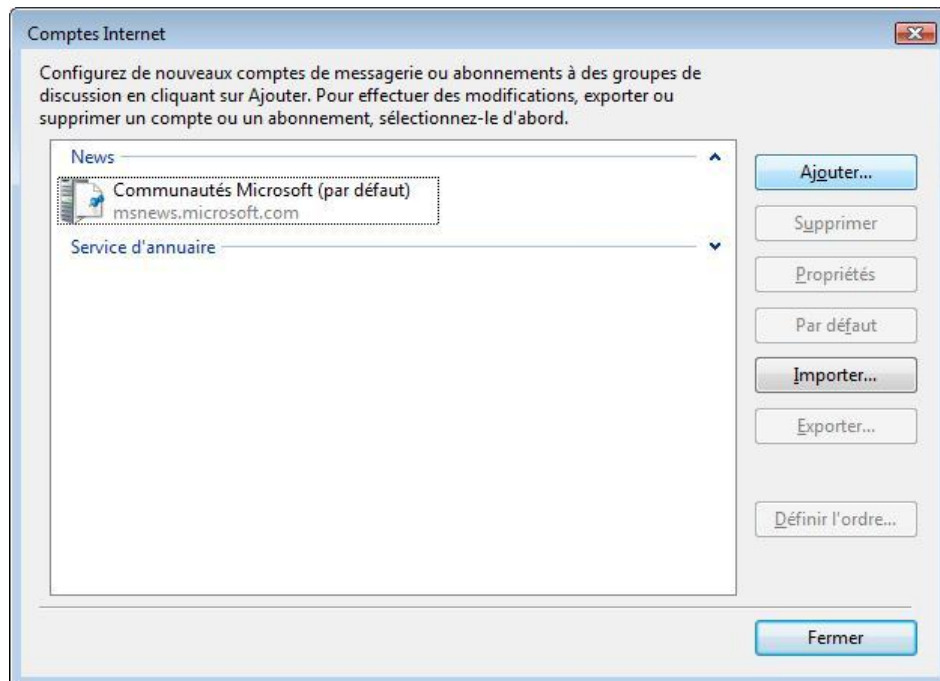 Comptes Internet
Configurez de nouveaux comptes de messagerie ou abonnements à des groupes de
discussion en cliquant sur Ajouter. Pour effectuer des modifications, exporter ou
supprimer un compte ou un abonnement, sélectionnez-le d'abord.
News
Communautés Microsoft (par défaut)
msnews.microsoft.com
Service d'annuaire
Ajouter...
Supprimer
Propriétés
Par défaut
Importer...
Exporter...
Définir l'ordre...
Fermer